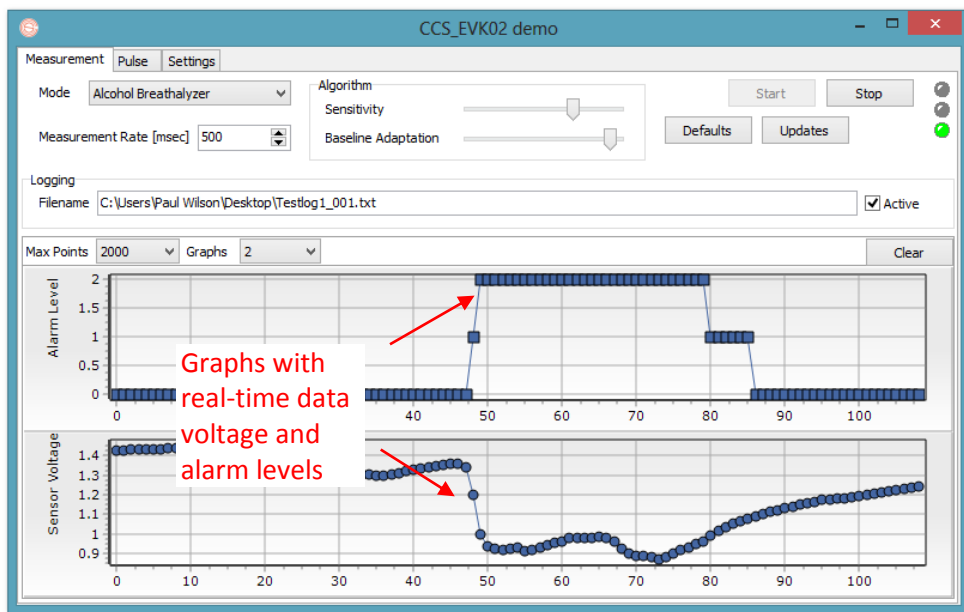 CCS_EVK02 demo
Measurement Pulse Settings
Mode Alcohol Breathalyzer
Measurement Rate [msec] 500
Algorithm
Sensitivity
Baseline Adaptation
Start Stop
Defaults Updates
Logging
Filename C:\Users\Paul Wilson\Desktop\Testlog1_001.txt Active
Max Points 2000 Graphs 2 Clear
Alarm Level
2
1.5
1
0.5
0
0 10 20 30 40 50 60 70 80 90 100
Graphs with
real-time data
voltage and
alarm levels
Sensor Voltage
1.4
1.3
1.2
1.1
1
0.9
0 10 20 30 40 50 60 70 80 90 100